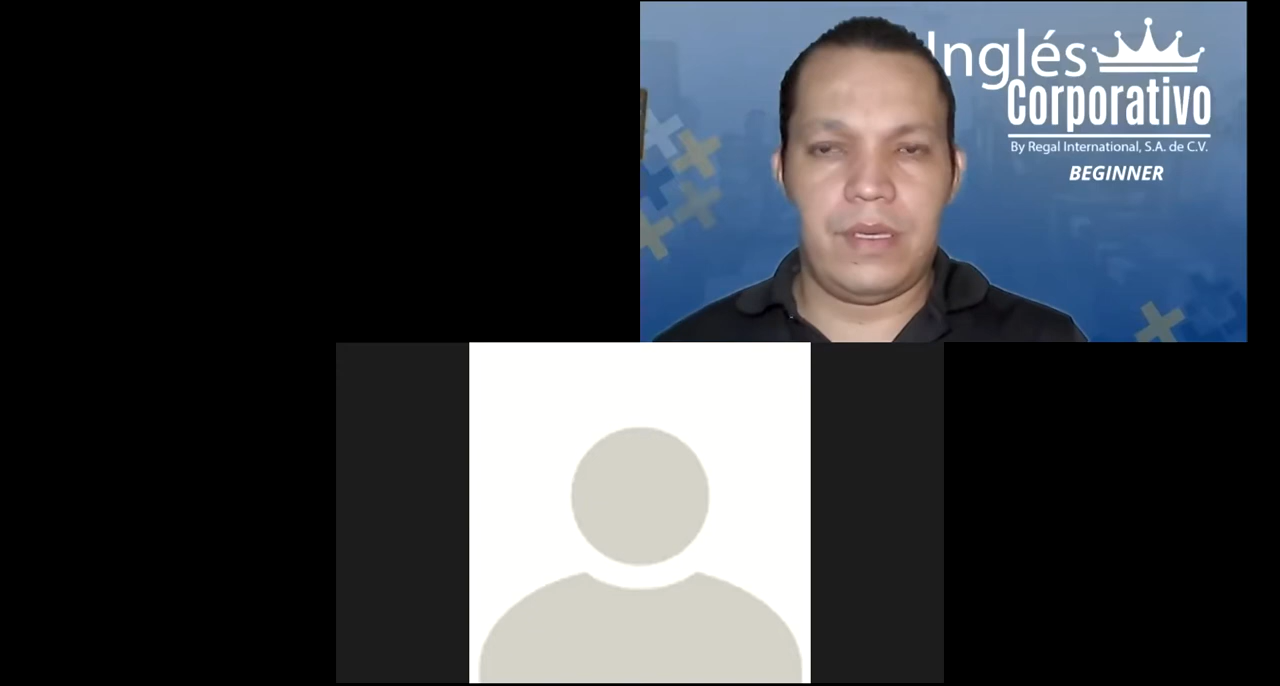 Inglés
Corporativo
By Regal International, S.A. de C.V.
BEGINNER